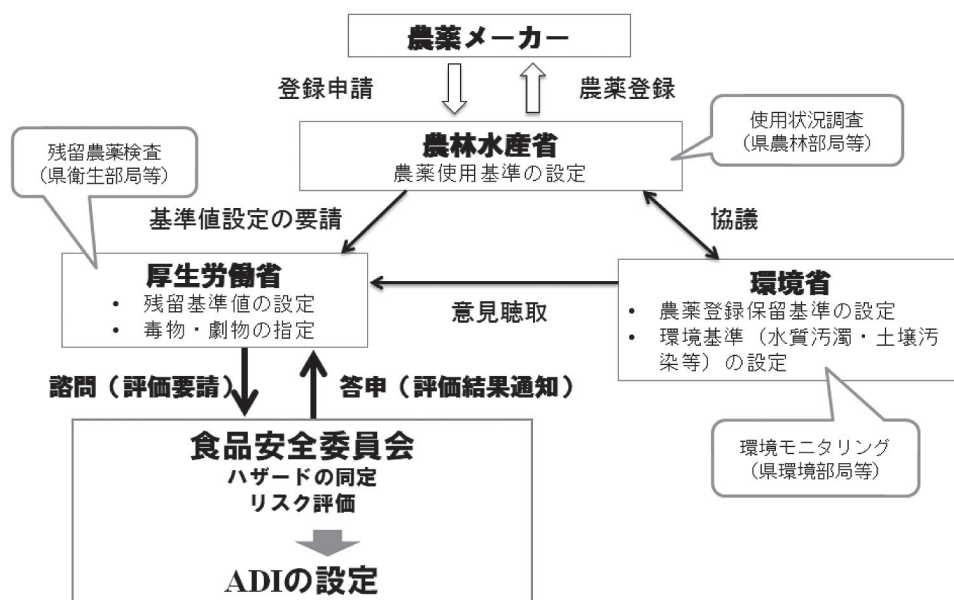 農薬メーカー
登録申請
農薬登録
農林水産省
農薬使用基準の設定
使用状況調査
(県農林部局等)
残留農薬検査
(県衛生部局等)
基準値設定の要請
協議
厚生労働省
• 残留基準値の設定
• 毒物・劇物の指定
意見聴取
環境省
• 農薬登録保留基準の設定
• 環境基準(水質汚濁・土壌汚
染等)の設定
諮問(評価要請)
答申(評価結果通知)
環境モニタリング
(県環境部局等)
食品安全委員会
ハザードの同定
リスク評価
ADIの設定